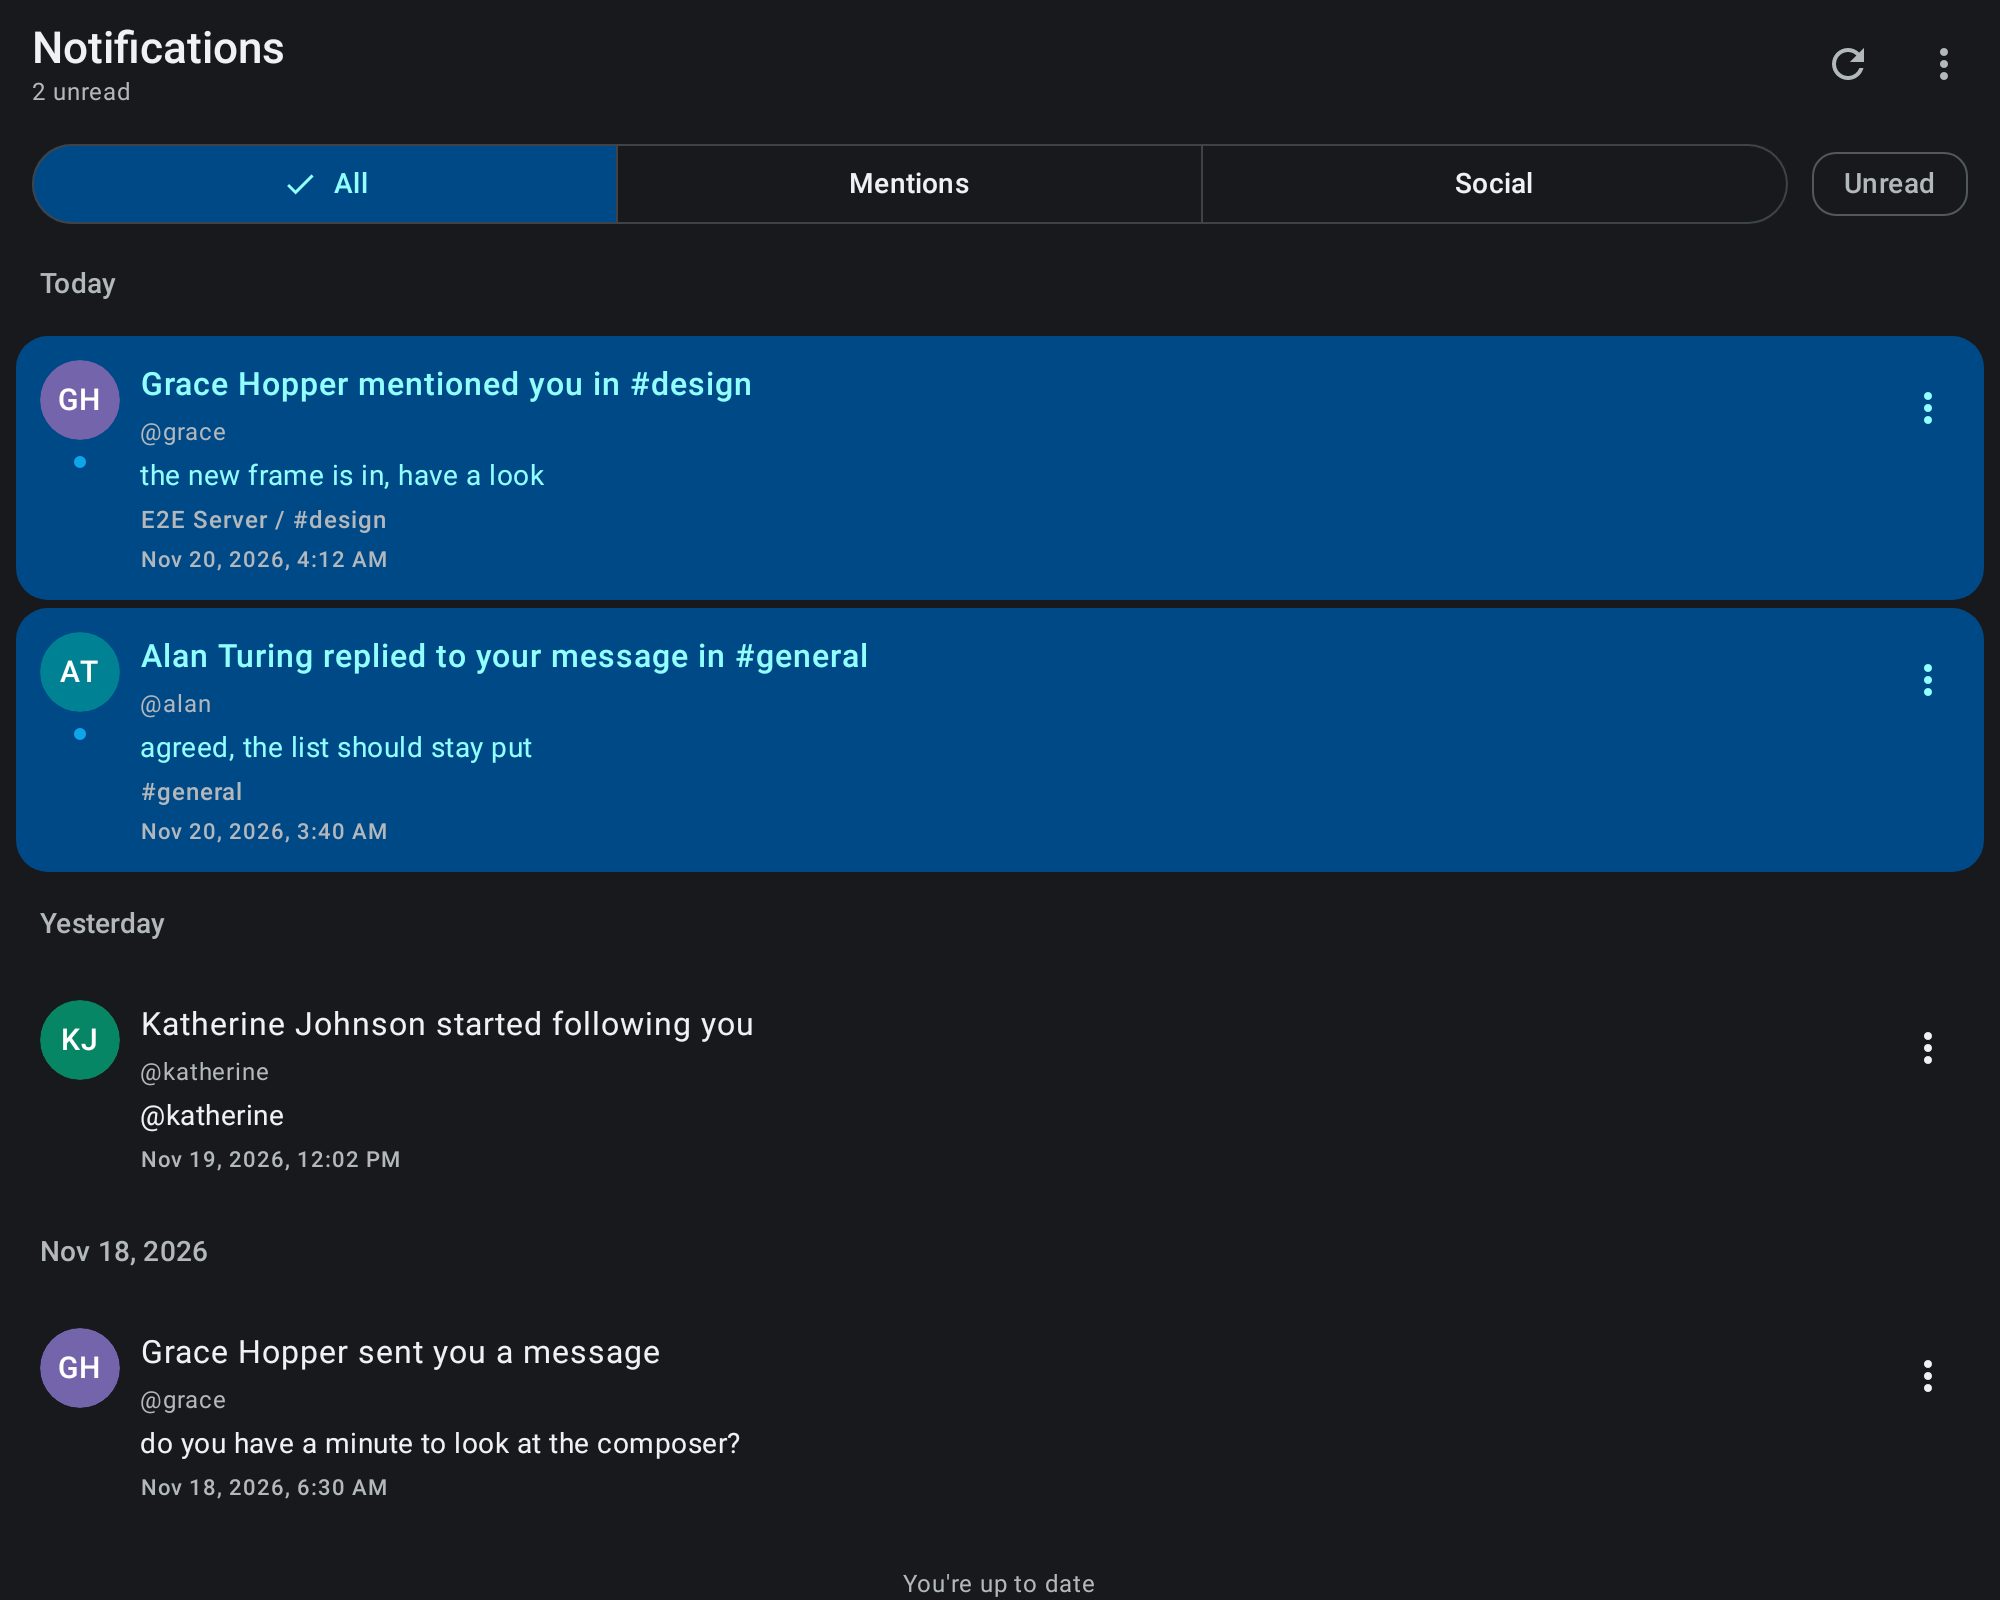 Notifications
2 unread
All
Mentions
Social
Unread
Today
GH
Grace Hopper mentioned you in #design
@grace
the new frame is in, have a look
E2E Server / #design
Nov 20, 2026, 4:12 AM
AT
Alan Turing replied to your message in #general
@alan
agreed, the list should stay put
#general
Nov 20, 2026, 3:40 AM
Yesterday
KJ
Katherine Johnson started following you
@katherine
@katherine
Nov 19, 2026, 12:02 PM
Nov 18, 2026
GH
Grace Hopper sent you a message
@grace
do you have a minute to look at the composer?
Nov 18, 2026, 6:30 AM
You're up to date